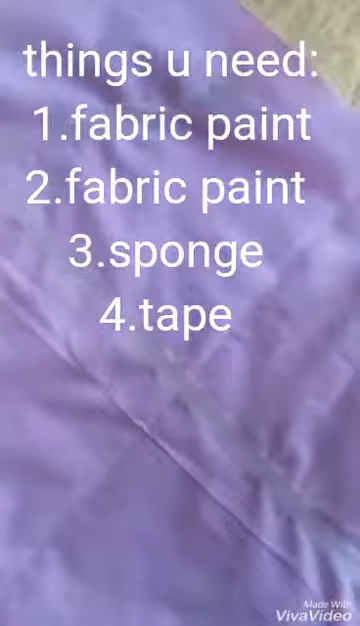 things u need:
1.fabric paint
2.fabric paint
3.sponge
4.tape
Made With
VivaVideo